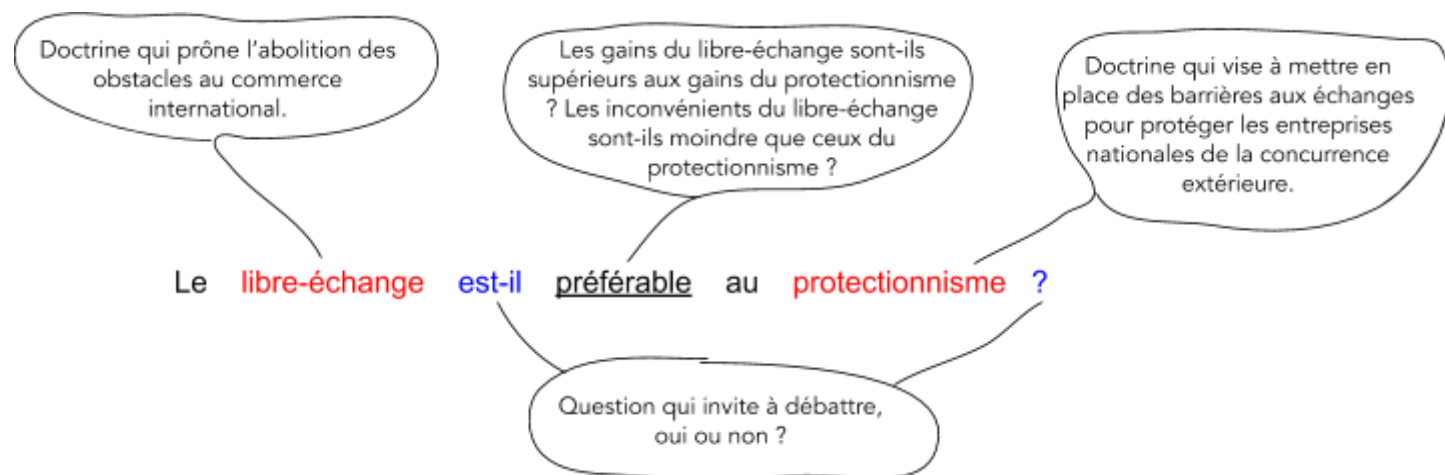 Doctrine qui prône l'abolition des
obstacles au commerce
international.
Les gains du libre-échange sont-ils
supérieurs aux gains du protectionnisme
? Les inconvénients du libre-échange
sont-ils moindre que ceux du
protectionnisme ?
Doctrine qui vise à mettre en
place des barrières aux échanges
pour protéger les entreprises
nationales de la concurrence
extérieure.
Le libre-échange est-il préférable au protectionnisme ?
Question qui invite à débattre,
oui ou non ?